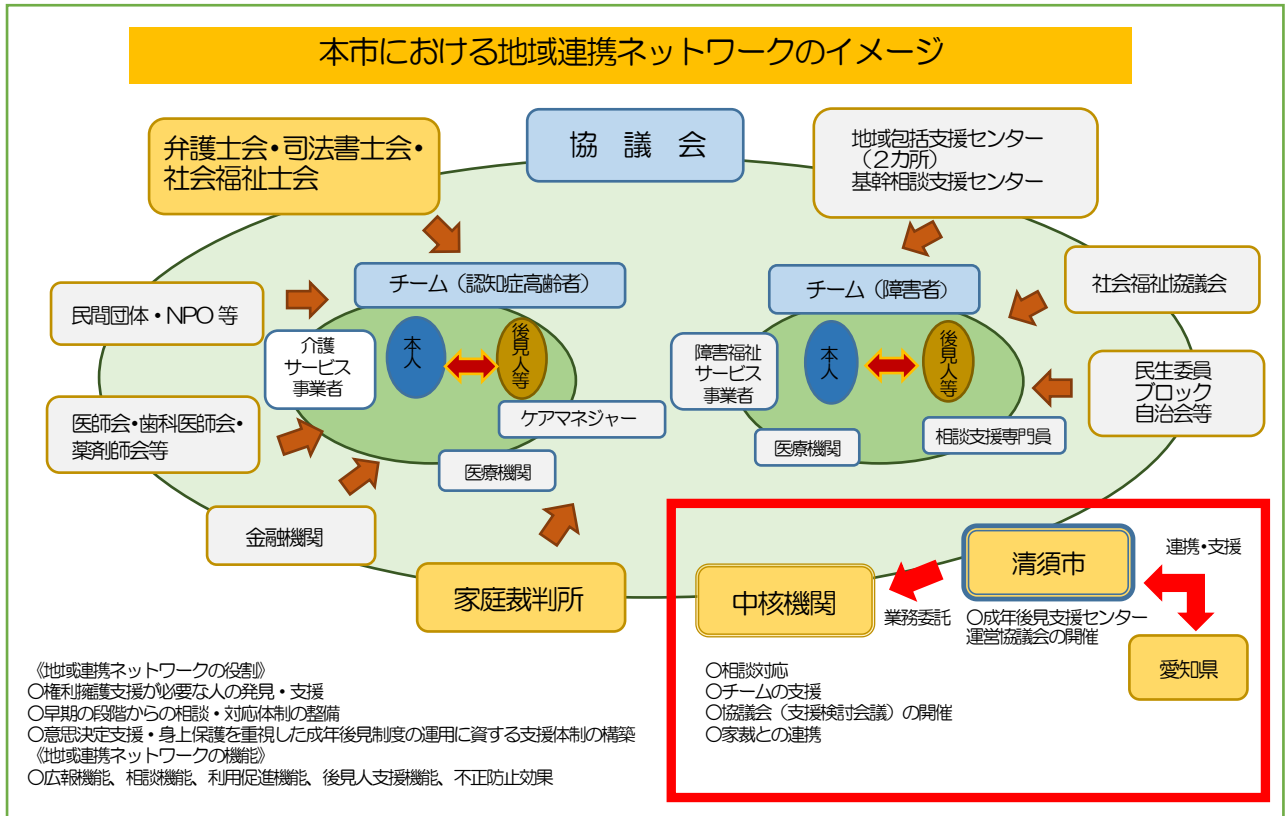 本市における地域連携ネットワークのイメージ
弁護士会・司法書士会・
社会福祉士会
協議会
地域包括支援センター
(2カ所)
基幹相談支援センター
チーム(認知症高齢者)
チーム(障害者)
社会福祉協議会
民間団体・NPO 等
介護
サービス
事業者
本人
後見人等
障害福祉
サービス
事業者
本人
後見人等
民生委員
ブロック
自治会等
医師会・歯科医師会・
薬剤師会等
ケアマネジャー
医療機関
医療機関
相談支援専門員
金融機関
家庭裁判所
中核機関
業務委託
清須市
連携・支援
〇成年後見支援センター
運営協議会の開催
愛知県
〇相談対応
〇チームの支援
〇協議会(支援検討会議)の開催
〇家裁との連携
《地域連携ネットワークの役割》
〇権利擁護支援が必要な人の発見・支援
〇早期の段階からの相談・対応体制の整備
〇意思決定支援・身上保護を重視した成年後見制度の運用に資する支援体制の構築
《地域連携ネットワークの機能》
〇広報機能、相談機能、利用促進機能、後見人支援機能、不正防止効果